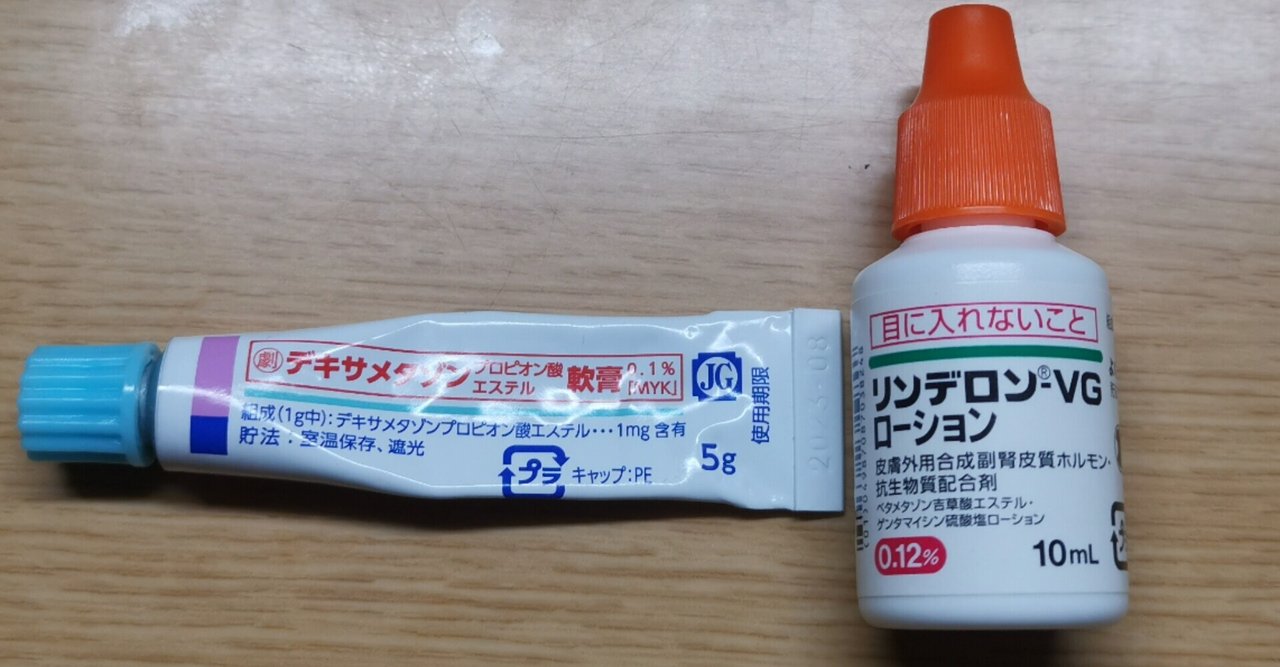 劇 デキサメタゾン プロピオン酸エステル 軟膏 0.1% [MYK]
組成(1g中):デキサメタゾンプロピオン酸エステル・・・1mg 含有
貯法:室温保存、遮光
プラ キャップ:PE
5g
JG
使用期限
2023-08
目に入れないこと
リンデロン®-VG
ローション
皮膚外用合成副腎皮質ホルモン・
抗生物質配合剤
ベタメタゾン吉草酸エステル・
ゲンタマイシン硫酸塩ローション
0.12%
10mL